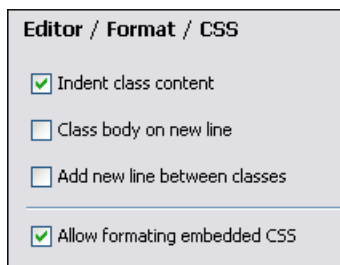 Editor / Format / CSS
Indent class content
Class body on new line
Add new line between classes
Allow formating embedded CSS